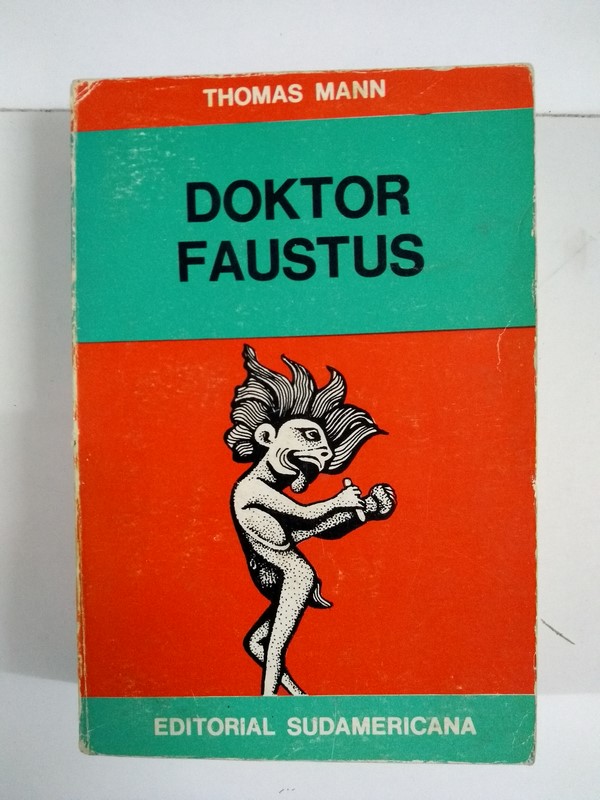 THOMAS MANN
DOKTOR
FAUSTUS
EDITORIAL SUDAMERICANA